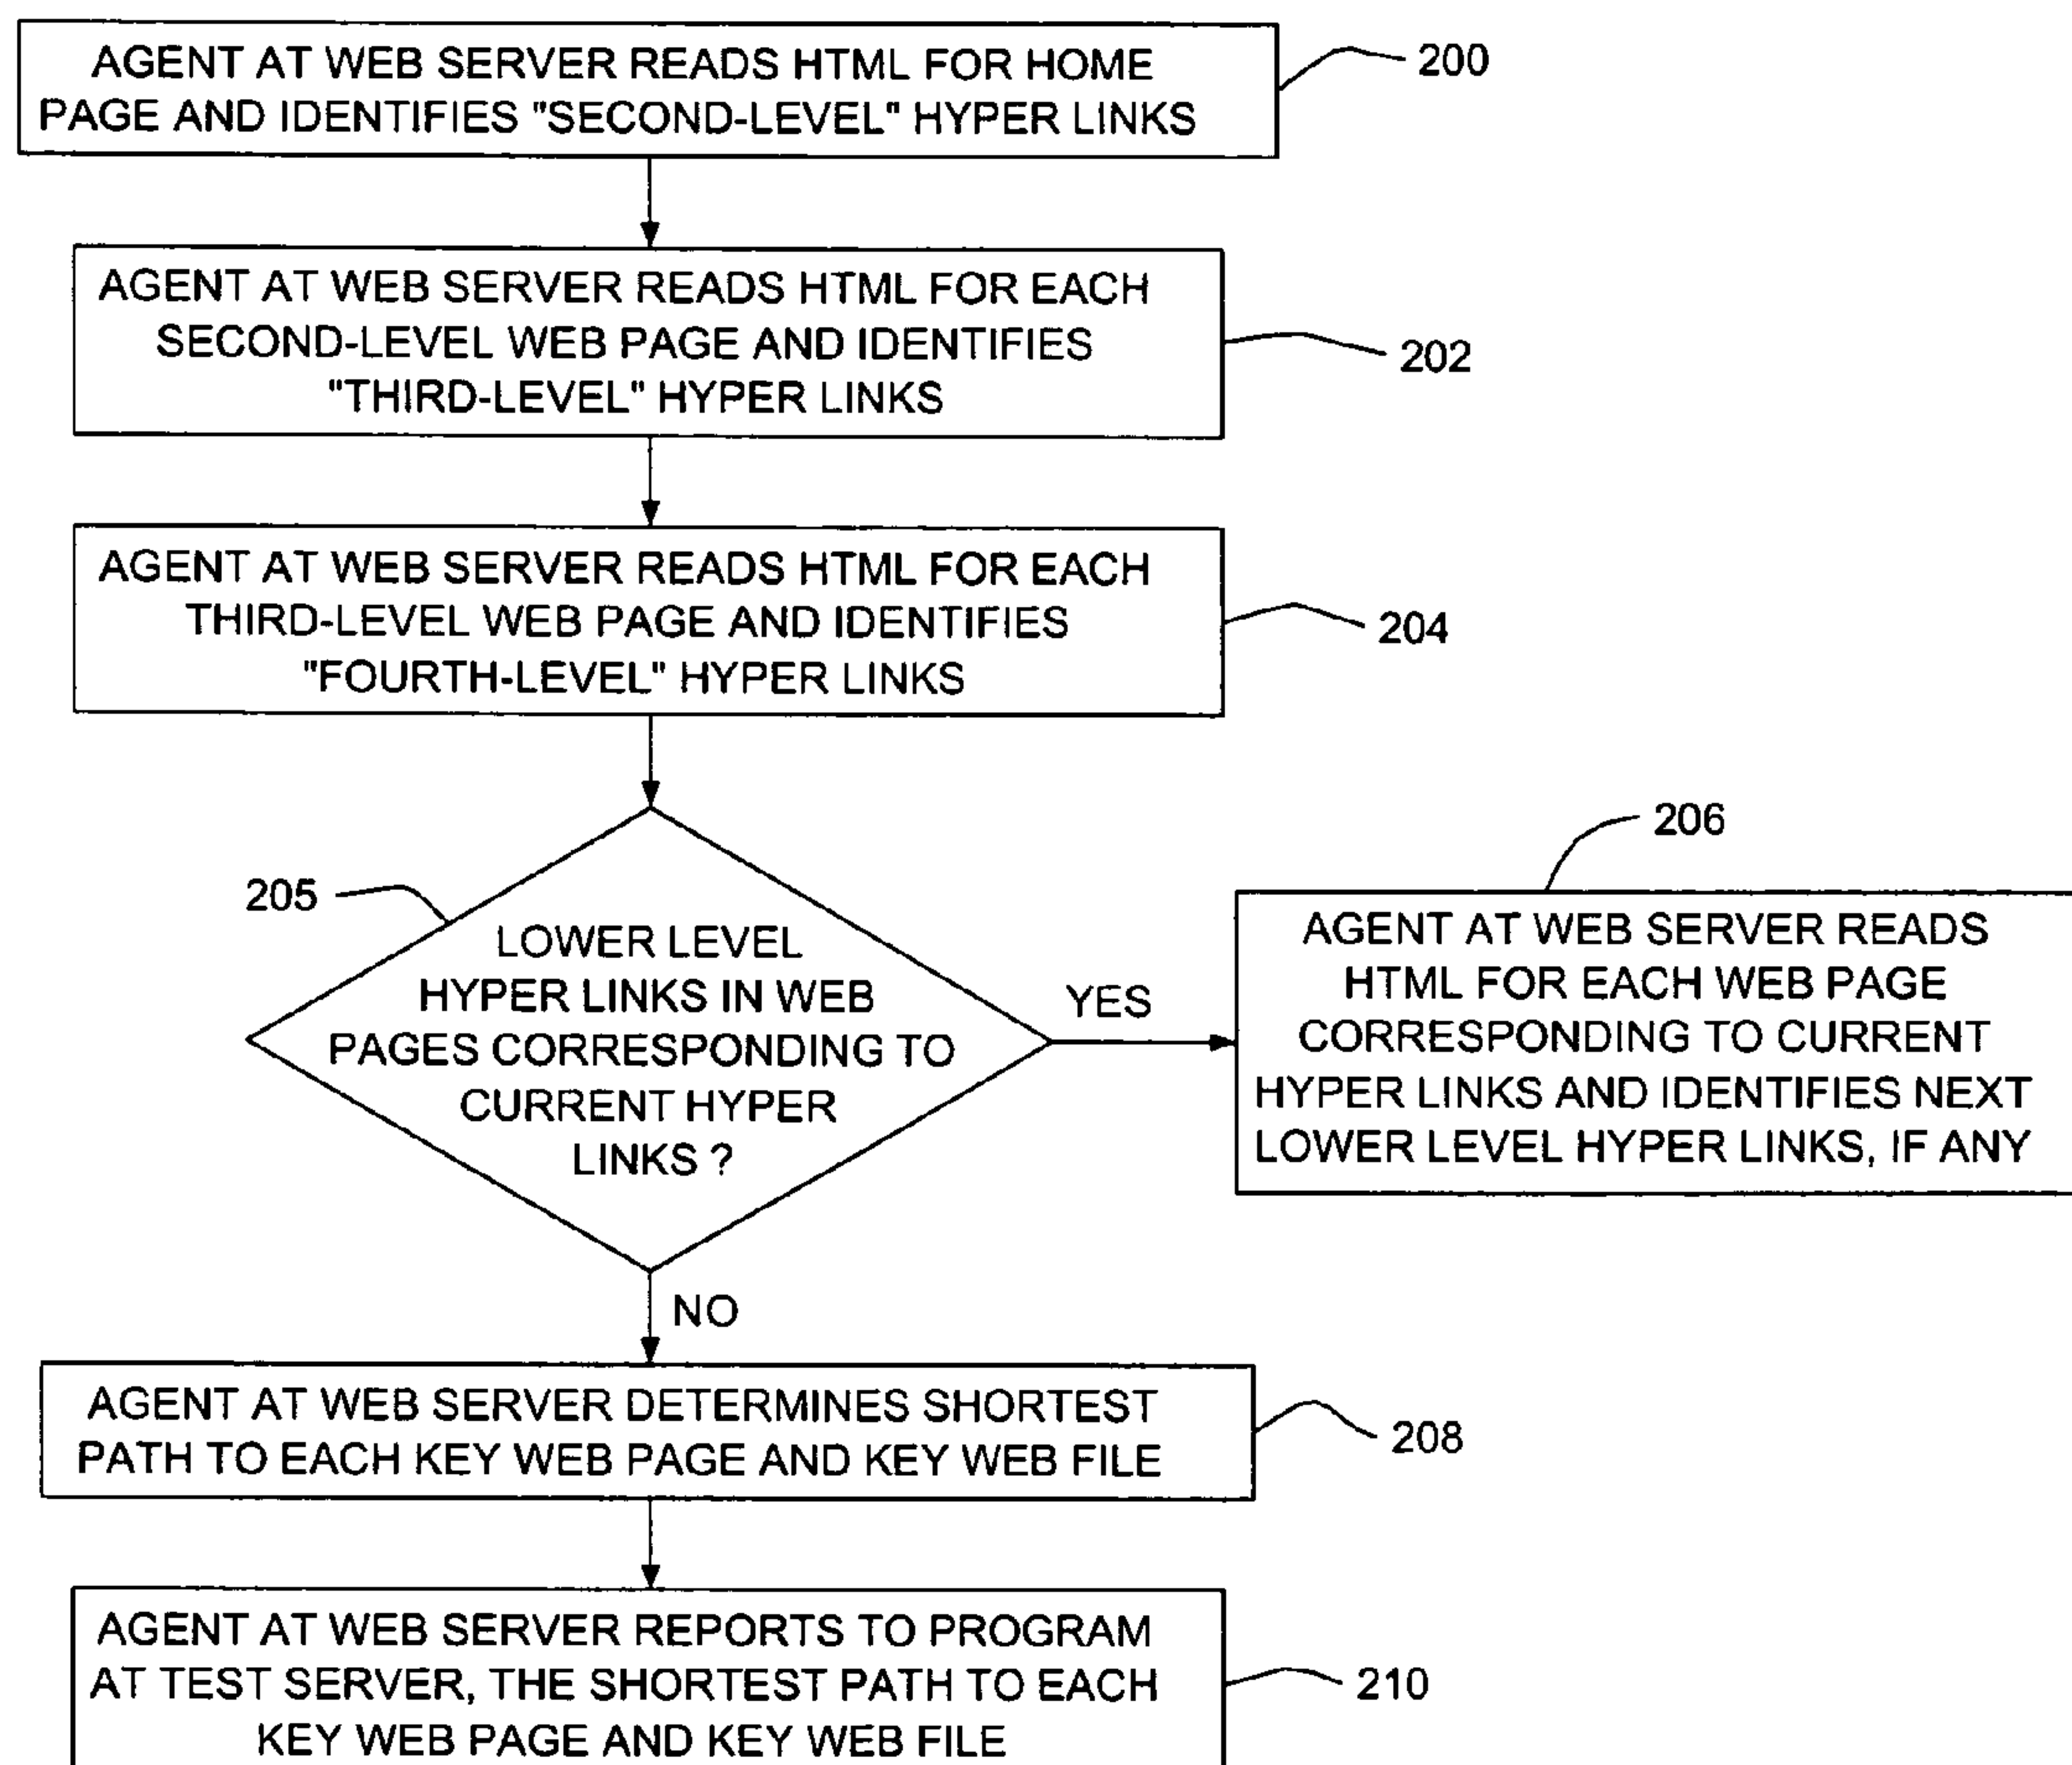 AGENT AT WEB SERVER READS HTML FOR HOME
PAGE AND IDENTIFIES "SECOND-LEVEL" HYPER LINKS
200
AGENT AT WEB SERVER READS HTML FOR EACH
SECOND-LEVEL WEB PAGE AND IDENTIFIES
"THIRD-LEVEL" HYPER LINKS
202
AGENT AT WEB SERVER READS HTML FOR EACH
THIRD-LEVEL WEB PAGE AND IDENTIFIES
"FOURTH-LEVEL" HYPER LINKS
204
205
LOWER LEVEL
HYPER LINKS IN WEB
PAGES CORRESPONDING TO
CURRENT HYPER
LINKS ?
YES
206
AGENT AT WEB SERVER READS
HTML FOR EACH WEB PAGE
CORRESPONDING TO CURRENT
HYPER LINKS AND IDENTIFIES NEXT
LOWER LEVEL HYPER LINKS, IF ANY
NO
AGENT AT WEB SERVER DETERMINES SHORTEST
PATH TO EACH KEY WEB PAGE AND KEY WEB FILE
208
AGENT AT WEB SERVER REPORTS TO PROGRAM
AT TEST SERVER, THE SHORTEST PATH TO EACH
KEY WEB PAGE AND KEY WEB FILE
210